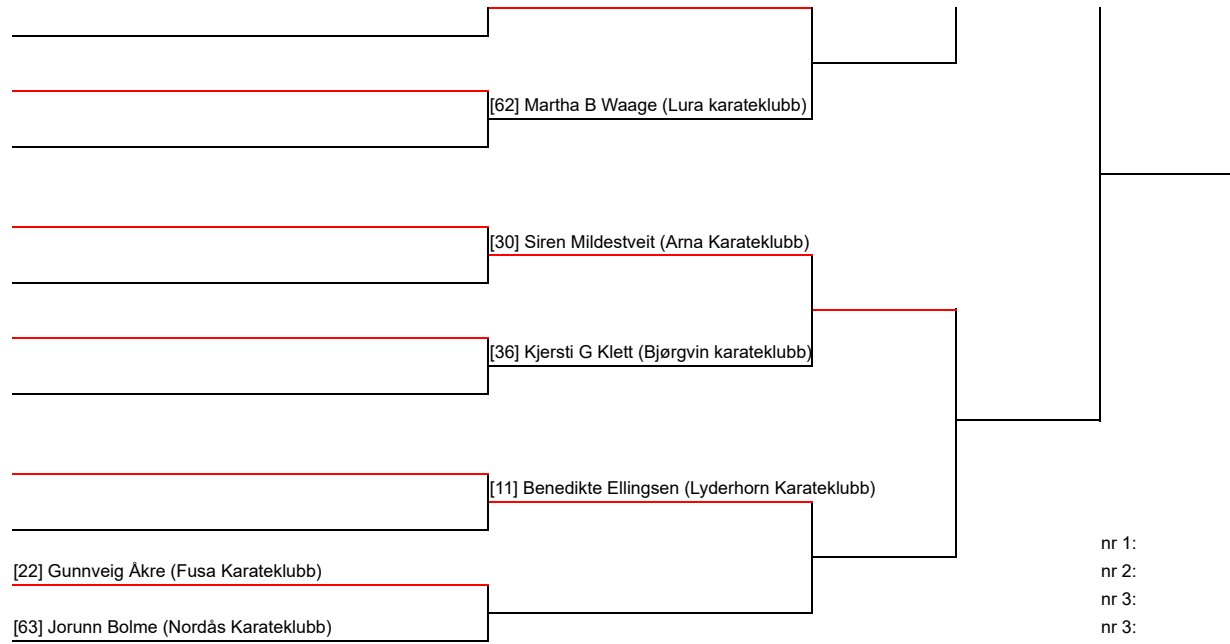 [62] Martha B Waage (Lura karateklubb)
[30] Siren Mildestveit (Arna Karateklubb)
[36] Kjersti G Klett (Bjørgvin karateklubb)
[11] Benedikte Ellingsen (Lyderhorn Karateklubb)
[22] Gunnveig Åkre (Fusa Karateklubb)
[63] Jorunn Bolme (Nordås Karateklubb)
nr 1:
nr 2:
nr 3:
nr 3: